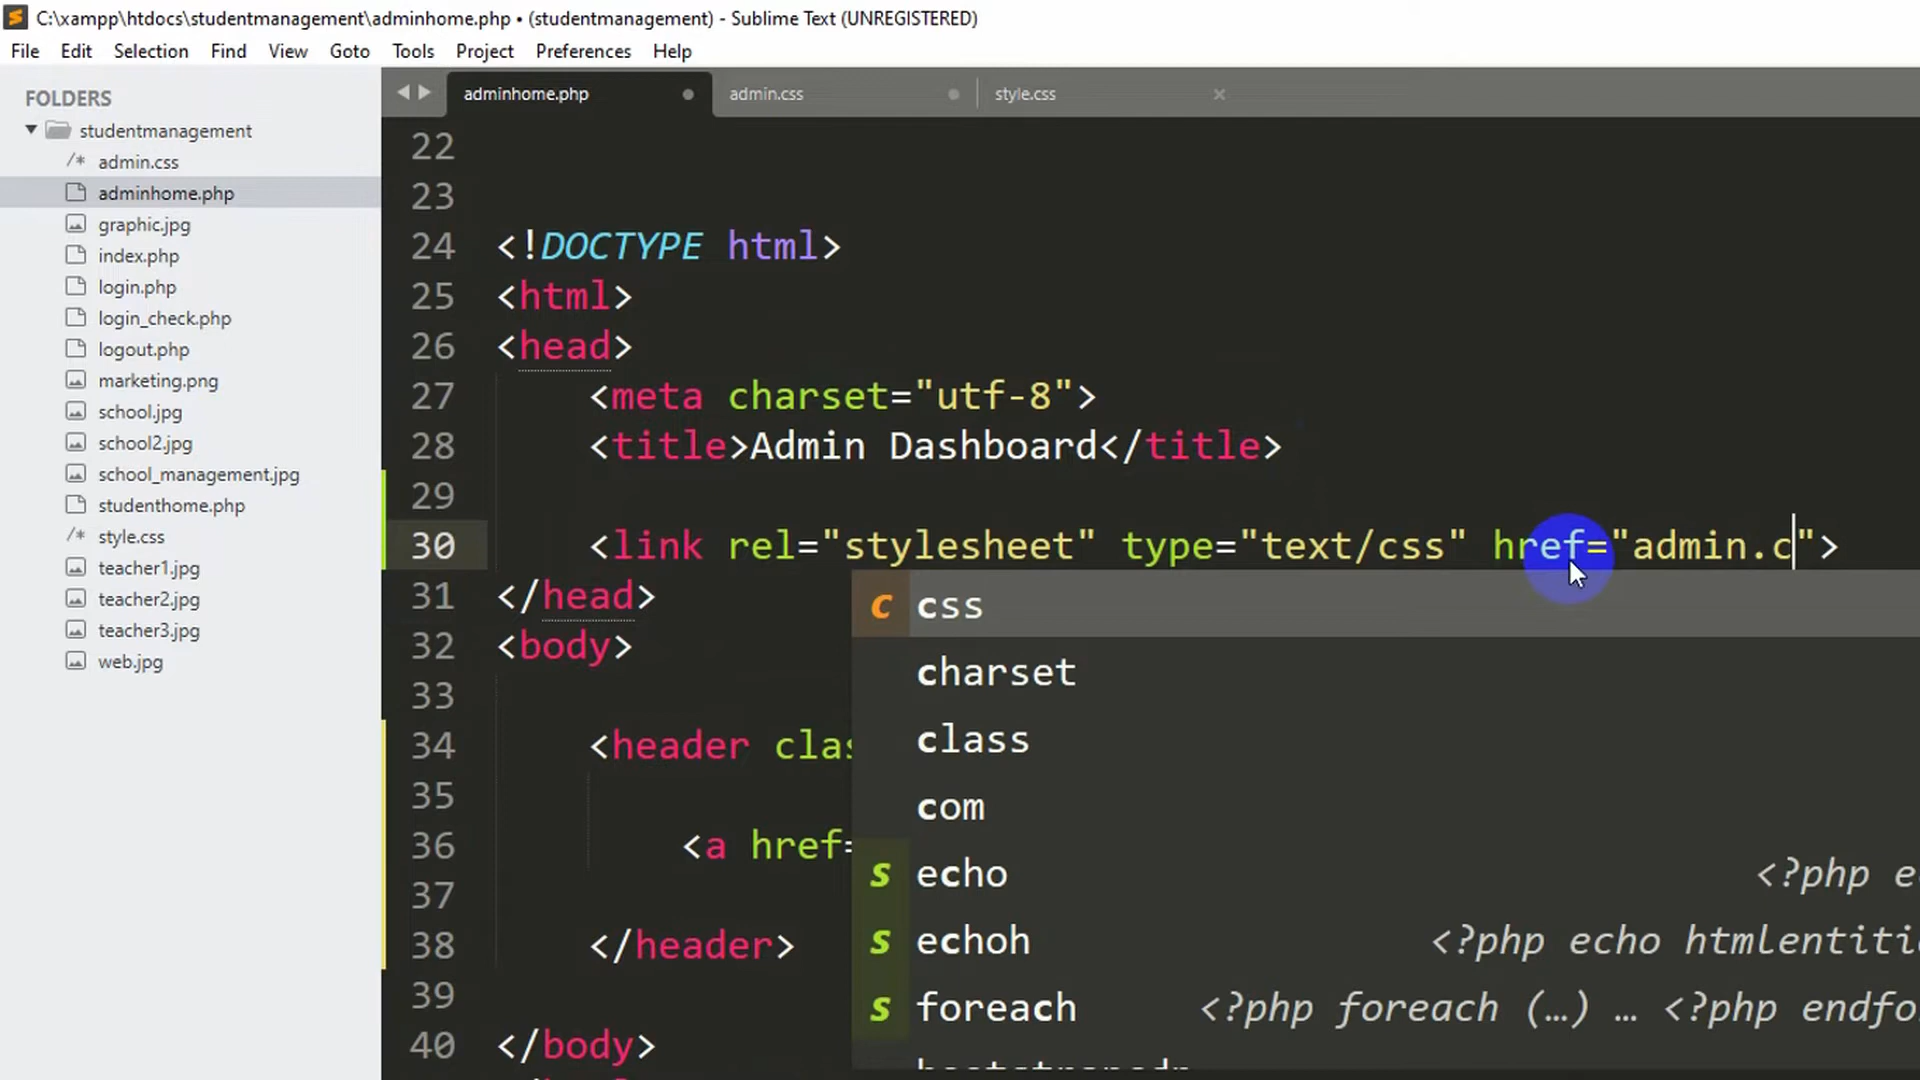 C:\xampp\htdocs\studentmanagement\adminhome.php • (studentmanagement) - Sublime Text (UNREGISTERED)
File Edit Selection Find View Goto Tools Project Preferences Help
FOLDERS
studentmanagement
/* admin.css
adminhome.php
graphic.jpg
index.php
login.php
login_check.php
logout.php
marketing.png
school.jpg
school2.jpg
school_management.jpg
studenthome.php
/* style.css
teacher1.jpg
teacher2.jpg
teacher3.jpg
web.jpg
adminhome.php admin.css style.css
22
23
24 <!DOCTYPE html>
25 <html>
26 <head>
27 <meta charset="utf-8">
28 <title>Admin Dashboard</title>
29
30 <link rel="stylesheet" type="text/css" href="admin.c">
31 </head>
32 <body>
33
34 <header clas
35
36 <a href=
37
38 </header>
39
40 </body>
c css
charset
class
com
s echo <?php e
s echoh <?php echo htmlentiti
s foreach <?php foreach (…) … <?php endfo